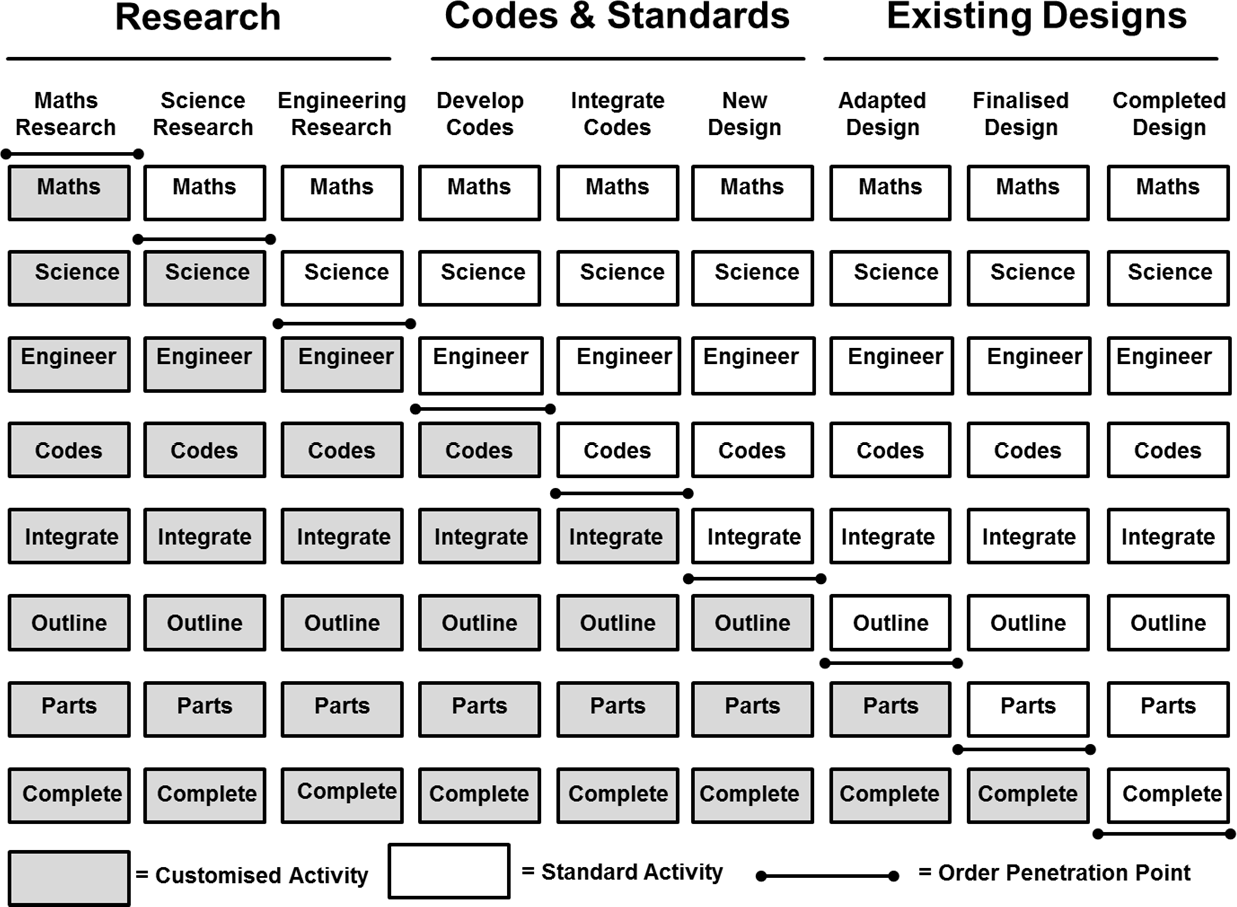 Research Codes & Standards Existing Designs
Maths Science Engineering Develop Integrate New Adapted Finalised Completed
Research Research Research Codes Codes Design Design Design Design
Maths Maths Maths Maths Maths Maths Maths Maths Maths
Science Science Science Science Science Science Science Science Science
Engineer Engineer Engineer Engineer Engineer Engineer Engineer Engineer Engineer
Codes Codes Codes Codes Codes Codes Codes Codes Codes
Integrate Integrate Integrate Integrate Integrate Integrate Integrate Integrate Integrate
Outline Outline Outline Outline Outline Outline Outline Outline Outline
Parts Parts Parts Parts Parts Parts Parts Parts Parts
Complete Complete Complete Complete Complete Complete Complete Complete Complete
= Customised Activity = Standard Activity = Order Penetration Point